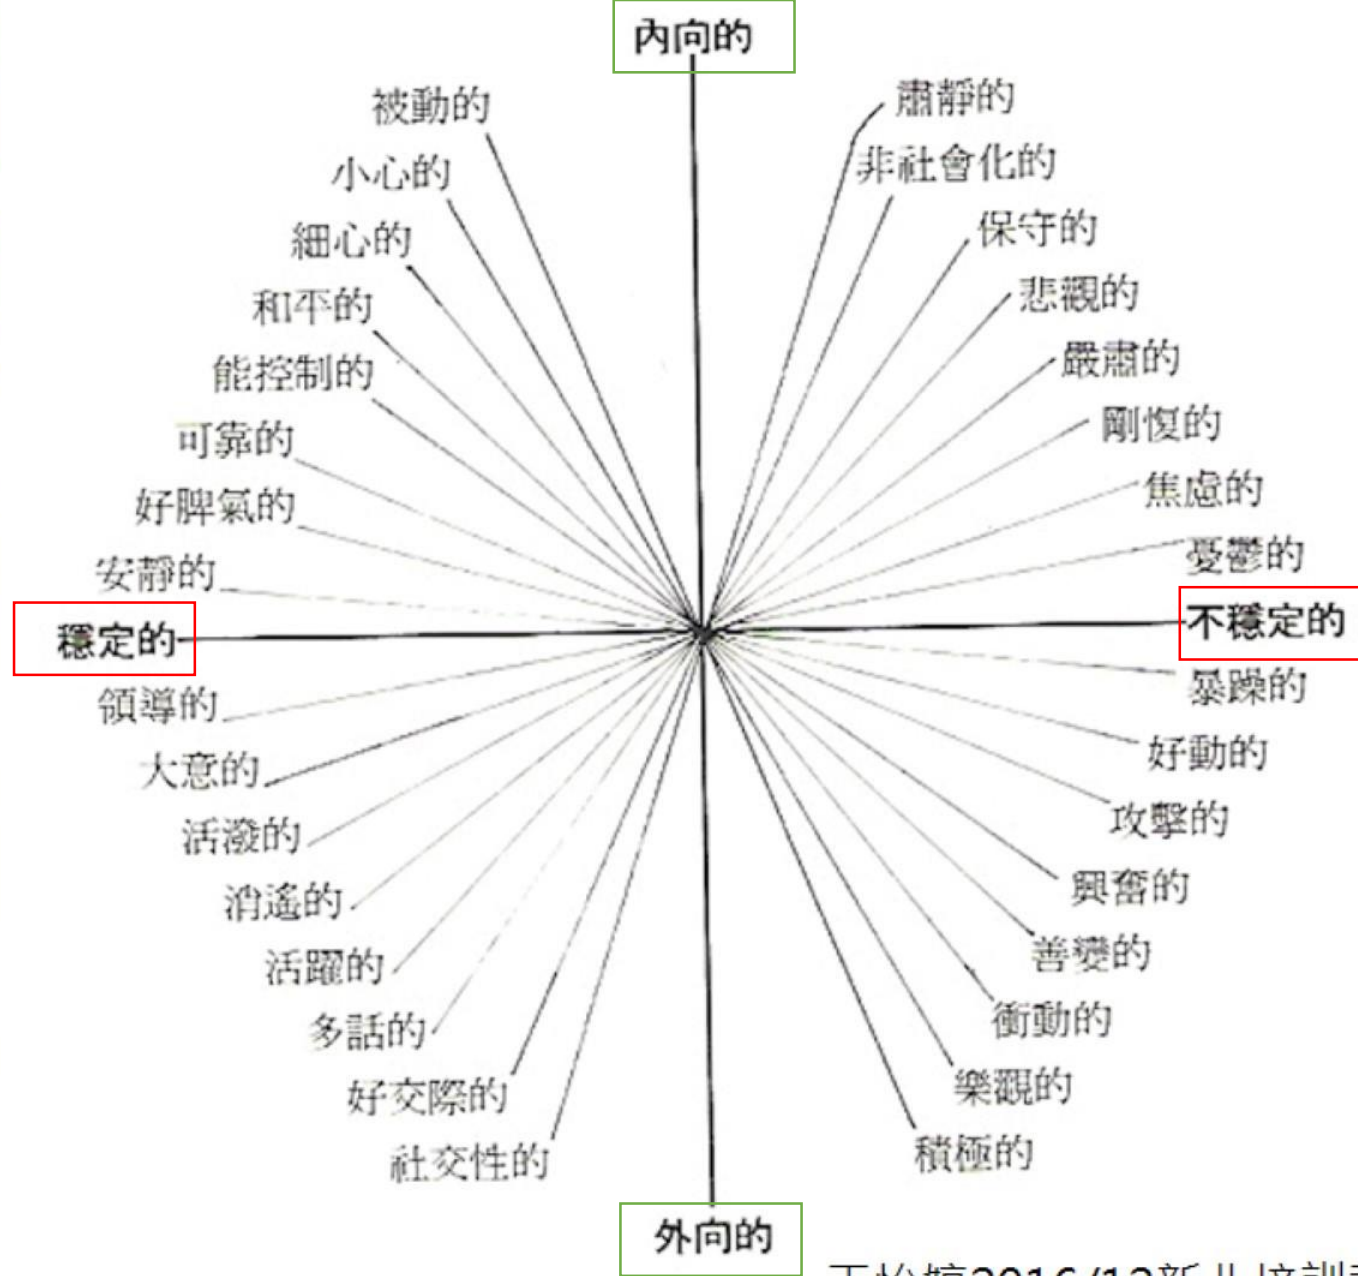 內向的
被動的
肅靜的
小心的
非社會化的
細心的
保守的
和平的
悲觀的
能控制的
嚴肅的
可靠的
剛愎的
好脾氣的
焦慮的
安靜的
憂鬱的
穩定的
不穩定的
領導的
暴躁的
大意的
好動的
活潑的
攻擊的
逍遙的
興奮的
活躍的
善變的
多話的
衝動的
好交際的
樂觀的
社交性的
積極的
外向的